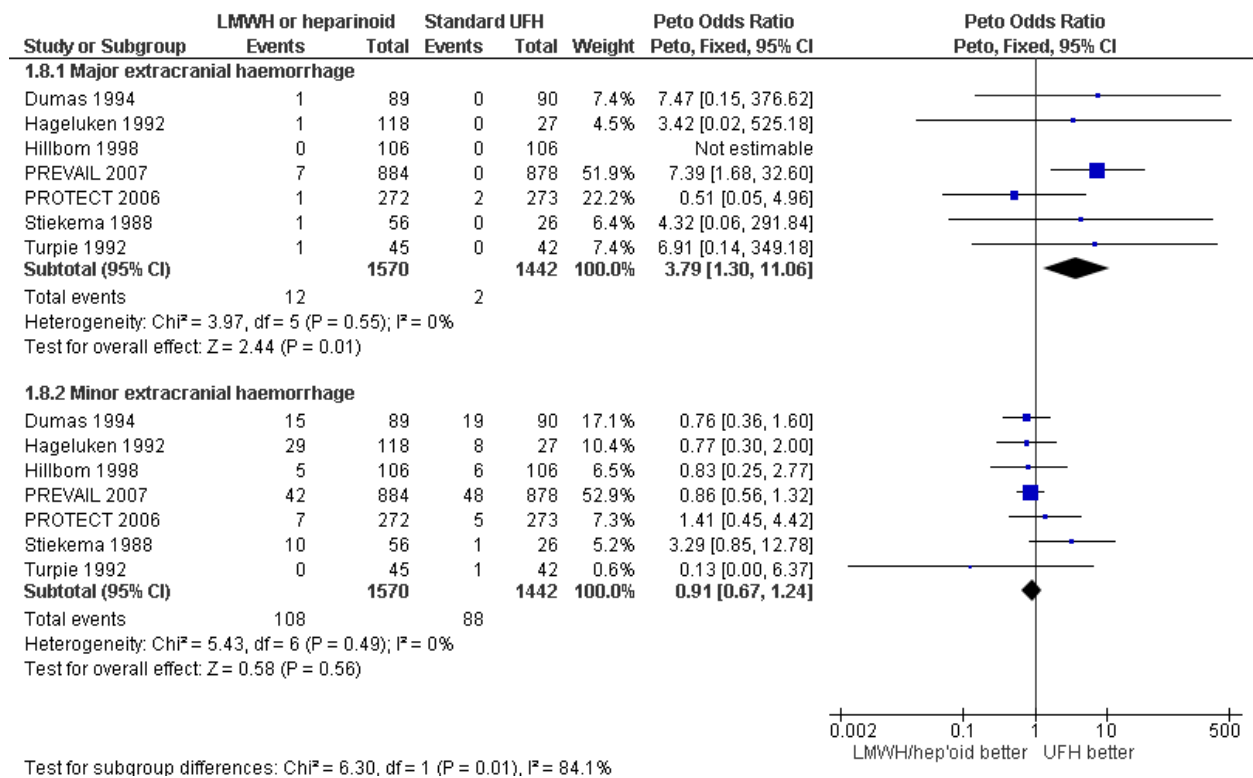 LMWH or heparinoid Standard UFH Peto Odds Ratio Peto Odds Ratio
Study or Subgroup Events Total Events Total Weight Peto, Fixed, 95% CI Peto, Fixed, 95% CI
1.8.1 Major extracranial haemorrhage
Dumas 1994 1 89 0 90 7.4% 7.47 [0.15, 376.62]
Hageluken 1992 1 118 0 27 4.5% 3.42 [0.02, 525.18]
Hillbom 1998 0 106 0 106 Not estimable
PREVAIL 2007 7 884 0 878 51.9% 7.39 [1.68, 32.60]
PROTECT 2006 1 272 2 273 22.2% 0.51 [0.05, 4.96]
Stiekema 1988 1 56 0 26 6.4% 4.32 [0.06, 291.84]
Turpie 1992 1 45 0 42 7.4% 6.91 [0.14, 349.18]
Subtotal (95% CI) 1570 1442 100.0% 3.79 [1.30, 11.06]
Total events 12 2
Heterogeneity: Chi² = 3.97, df = 5 (P = 0.55); I² = 0%
Test for overall effect: Z = 2.44 (P = 0.01)
1.8.2 Minor extracranial haemorrhage
Dumas 1994 15 89 19 90 17.1% 0.76 [0.36, 1.60]
Hageluken 1992 29 118 8 27 10.4% 0.77 [0.30, 2.00]
Hillbom 1998 5 106 6 106 6.5% 0.83 [0.25, 2.77]
PREVAIL 2007 42 884 48 878 52.9% 0.86 [0.56, 1.32]
PROTECT 2006 7 272 5 273 7.3% 1.41 [0.45, 4.42]
Stiekema 1988 10 56 1 26 5.2% 3.29 [0.85, 12.78]
Turpie 1992 0 45 1 42 0.6% 0.13 [0.00, 6.37]
Subtotal (95% CI) 1570 1442 100.0% 0.91 [0.67, 1.24]
Total events 108 88
Heterogeneity: Chi² = 5.43, df = 6 (P = 0.49); I² = 0%
Test for overall effect: Z = 0.58 (P = 0.56)
0.002 0.1 1 10 500
LMWH/hep'oid better UFH better
Test for subgroup differences: Chi² = 6.30, df = 1 (P = 0.01), I² = 84.1%